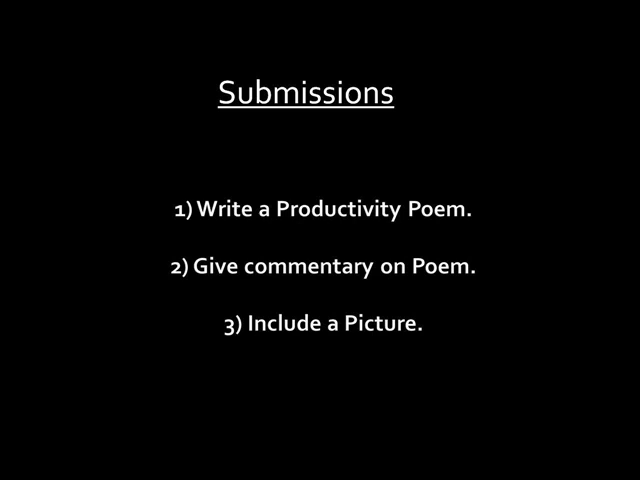 Submissions
1) Write a Productivity Poem.
2) Give commentary on Poem.
3) Include a Picture.